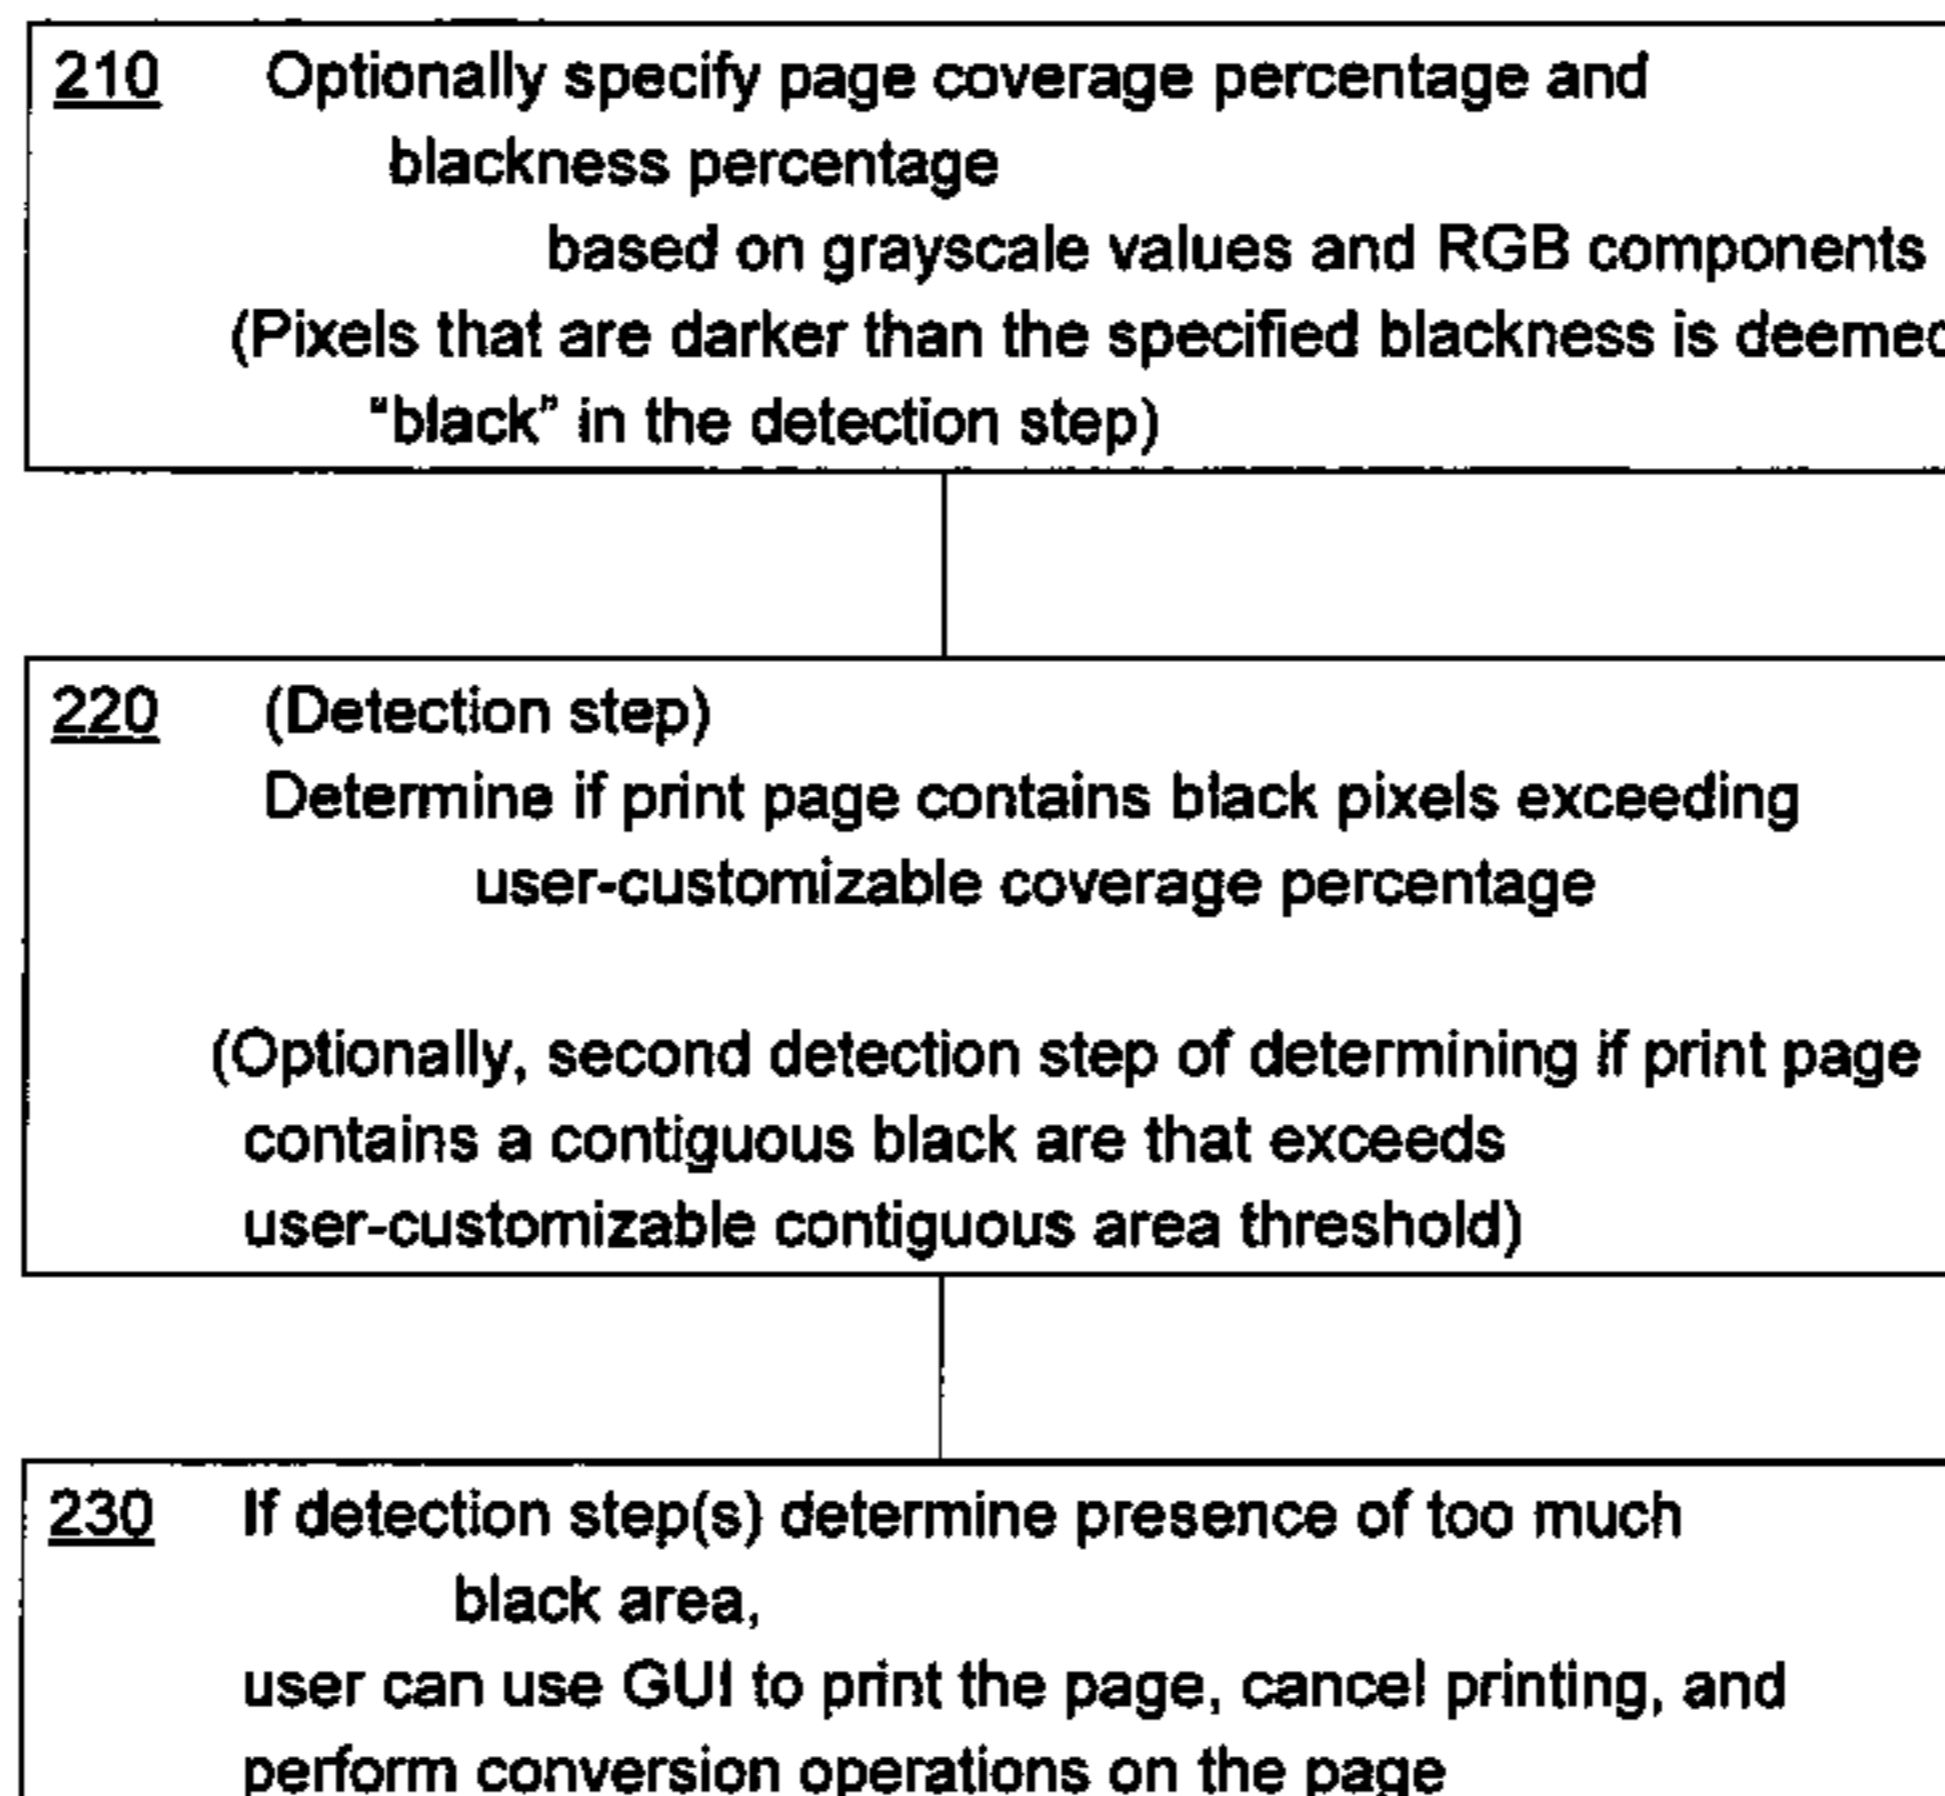 210 Optionally specify page coverage percentage and
blackness percentage
based on grayscale values and RGB components
(Pixels that are darker than the specified blackness is deemed
"black” in the detection step)
220 (Detection step)
Determine if print page contains black pixels exceeding
user-customizable coverage percentage
(Optionally, second detection step of determining if print page
contains a contiguous black are that exceeds
user-customizable contiguous area threshold)
230 If detection step(s) determine presence of too much
black area,
user can use GUI to print the page, cancel printing, and
perform conversion operations on the page